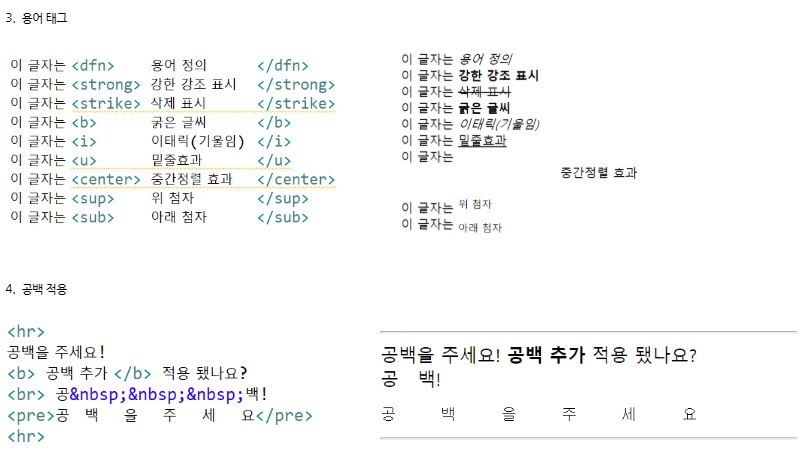 3. 용어 태그
이 글자는 <dfn> 용어 정의 </dfn>
이 글자는 <strong> 강한 강조 표시 </strong>
이 글자는 <strike> 삭제 표시 </strike>
이 글자는 <b> 굵은 글씨 </b>
이 글자는 <i> 이태릭(기울임) </i>
이 글자는 <u> 밑줄효과 </u>
이 글자는 <center> 중간정렬 효과 </center>
이 글자는 <sup> 위 첨자 </sup>
이 글자는 <sub> 아래 첨자 </sub>
이 글자는 용어 정의
이 글자는 강한 강조 표시
이 글자는 삭제 표시
이 글자는 굵은 글씨
이 글자는 이태릭(기울임)
이 글자는 밑줄효과
이 글자는
중간정렬 효과
이 글자는 위 첨자
이 글자는 아래 첨자
4. 공백 적용
<hr>
공백을 주세요!
<b> 공백 추가 </b> 적용 됐나요?
<br> 공&nbsp;&nbsp;&nbsp;백!
<pre>공 백 을 주 세 요</pre>
<hr>
공백을 주세요! 공백 추가 적용 됐나요?
공 백!
공 백 을 주 세 요